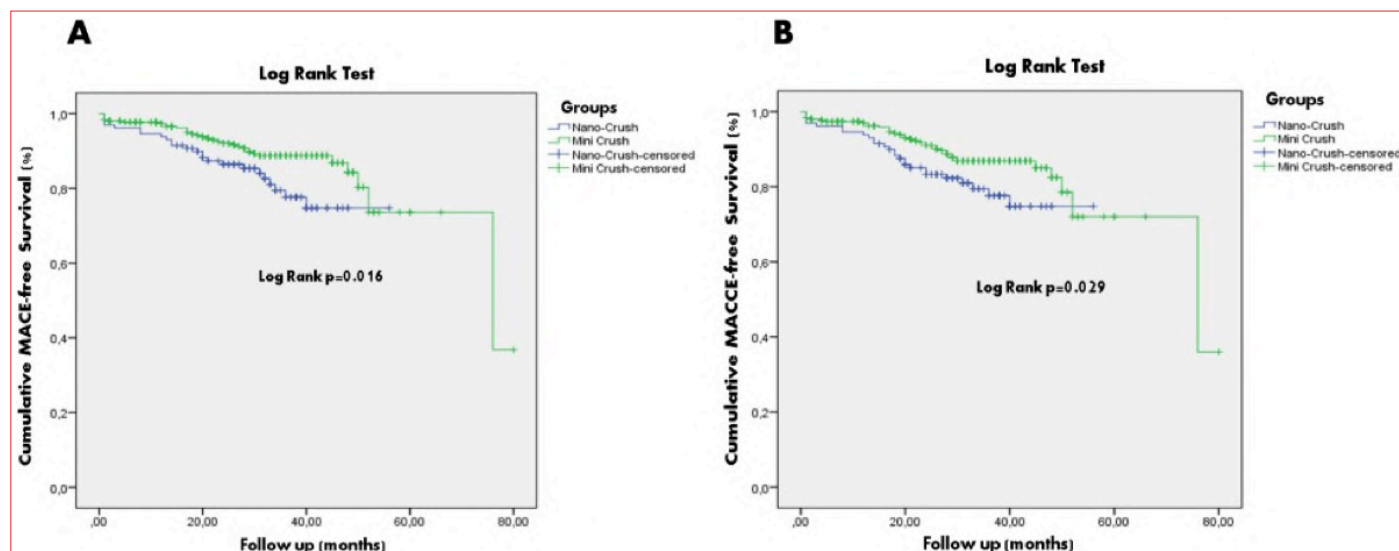 A
Log Rank Test
Cumulative MACCE-free Survival (%)
1,0
0,8
0,6
0,4
0,2
0,0
Log Rank p=0.016
,00
20,00
40,00
60,00
80,00
Follow up (months)
Groups
Nano-Crush
Mini Crush
Nano-Crush-censored
Mini Crush-censored
B
Log Rank Test
Cumulative MACCE-free Survival (%)
1,0
0,8
0,6
0,4
0,2
0,0
Log Rank p=0.029
,00
20,00
40,00
60,00
80,00
Follow up (months)
Groups
Nano-Crush
Mini Crush
Nano-Crush-censored
Mini Crush-censored